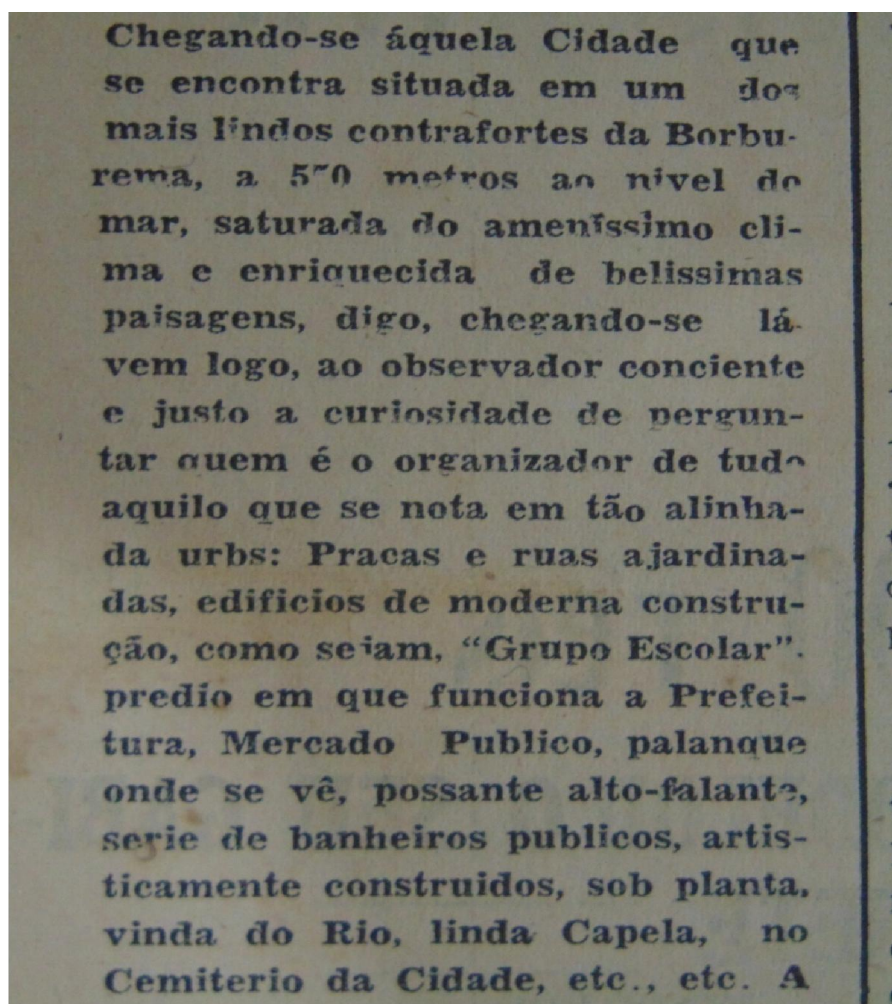 Chegando-se áquela Cidade que
se encontra situada em um dos
mais lindos contrafortes da Borbu-
rema, a 570 metros ao nivel do
mar, saturada do ameníssimo cli-
ma e enriquecida de belissimas
paisagens, digo, chegando-se lá
vem logo, ao observador conciente
e justo a curiosidade de pergun-
tar quem é o organizador de tudo
aquilo que se nota em tão alinha-
da urbs: Pracas e ruas ajardina-
das, edificios de moderna constru-
ção, como sejam, “Grupo Escolar”.
predio em que funciona a Prefei-
tura, Mercado Publico, palanque
onde se vê, possante alto-falante,
serie de banheiros publicos, artis-
ticamente construidos, sob planta,
vinda do Rio, linda Capela, no
Cemiterio da Cidade, etc., etc. A